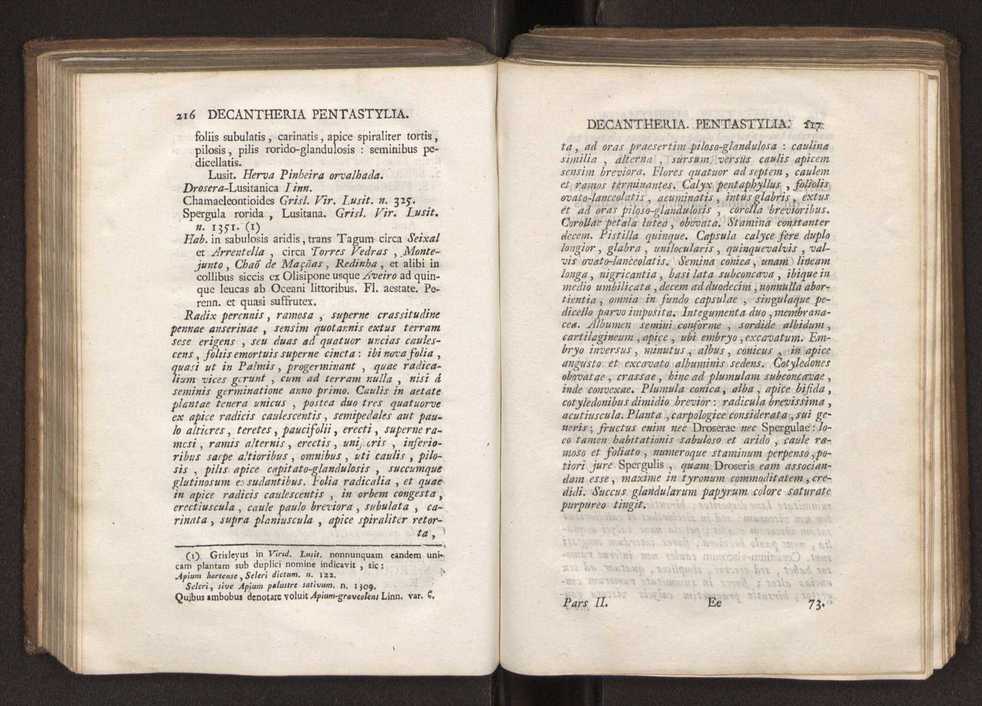 216 DECANTHERIA PENTASTYLIA.
foliis subulatis, carinatis, apice spiraliter tortis,
pilosis, pilis rorido-glandulosis : seminibus pe-
dicellatis.
Lusit. Herva Pinheira orvalhada.
Drosera-Lusitanica Linn.
Chamaeleontioides Grisl. Vir. Lusit. n. 325.
Spergula rorida, Lusitana. Grisl. Vir. Lusit.
n. 1351. (1)
Hab. in sabulosis aridis, trans Tagum circa Seixal
et Arrentella, circa Torres Vedras, Monte-
junto, Chaõ de Maçãas, Redinha, et alibi in
collibus siccis ex Olisipone usque Aveiro ad quin-
que leucas ab Oceani littoribus. Fl. aestate. Pe-
renn. et quasi suffrutex.
Radix perennis, ramosa, superne crassitudine
pennae anserinae, sensim quotannis extus terram
sese erigens, seu duas ad quatuor uncias caules-
cens, foliis emortuis superne cincta : ibi nova folia,
quasi ut in Palmis, progerminant, quae radica-
lium vices gerunt, cum ad terram nulla, nisi á
seminis germinatione anno primo. Caulis in aetate
plantae tenera unicus, postea duo tres quatuorve
ex apice radicis caulescentis, semipedales aut pau-
lo altiores, teretes, paucifolii, erecti, superne ra-
mosi, ramis alternis, erectis, unifloris, inferio-
ribus saepe altioribus, omnibus, uti caulis, pilo-
sis, pilis apice capitato-glandulosis, succumque
glutinosum exsudantibus. Folia radicalia, et quae
in apice radicis caulescentis, in orbem congesta,
erectiuscula, caule paulo breviora, subulata, ca-
rinata, supra planiuscula, apice spiraliter retor-
ta,
(1) Grisleyus in Virid. Lusit. nonnunquam eandem uni-
cam plantam sub duplici nomine indicavit, sic:
Apium hortense, Seleri dictum. n. 122.
Seleri, sive Apium palustre sativum. n. 1309.
Quibus ambobus denotare voluit Apium-graveolens Linn. var. C.
DECANTHERIA. PENTASTYLIA. 217
ta, ad oras praesertim piloso-glandulosa : caulina
similia, alterna, sursum versùs caulis apicem
sensim breviora. Flores quatuor ad septem, caulem
et ramos terminantes. Calyx pentaphyllus, foliolis
ovato-lanceolatis, acuminatis, intùs glabris, extus
et ad oras piloso-glandulosis, corolla brevioribus.
Corollae petala lutea, obovata. Stamina constanter
decem. Pistilla quinque. Capsula calyce fere duplo
longior, glabra, unilocularis, quinquevalvis, val-
vis ovato-lanceolatis. Semina conica, unam lineam
longa, nigricantia, basi lata subconcava, ibique in
medio umbilicata, decem ad duodecim, nonnulla abor-
tientia, omnia in fundo capsulae, singulaque pe-
dicello parvo imposita. Integumenta duo, membrana-
cea. Albumen semini conforme, sordide albidum,
cartilagineum, apice, ubi embryo, excavatum. Em-
bryo inversus, minutus, albus, conicus, in apice
angusto et excavato albuminis sedens. Cotyledones
obovatae, crassae, hinc ad plumulam subconcavae,
inde convexae. Plumula conica, alba, apice bifida,
cotyledonibus dimidio brevior : radicula brevissima,
acutiuscula. Planta, carpologice considerata, sui ge-
neris; fructus enim nec Droserae nec Spergulae : lo-
co tamen habitationis sabuloso et arido, caule ra-
moso et foliato, numeroque staminum perpenso, po-
tiori jure Spergulis, quam Droseris eam associan-
dam esse, maxime in tyronum commoditatem, cre-
didi. Succus glandularum papyrum colore saturate
purpureo tingit.
Pars II. Ee 73.